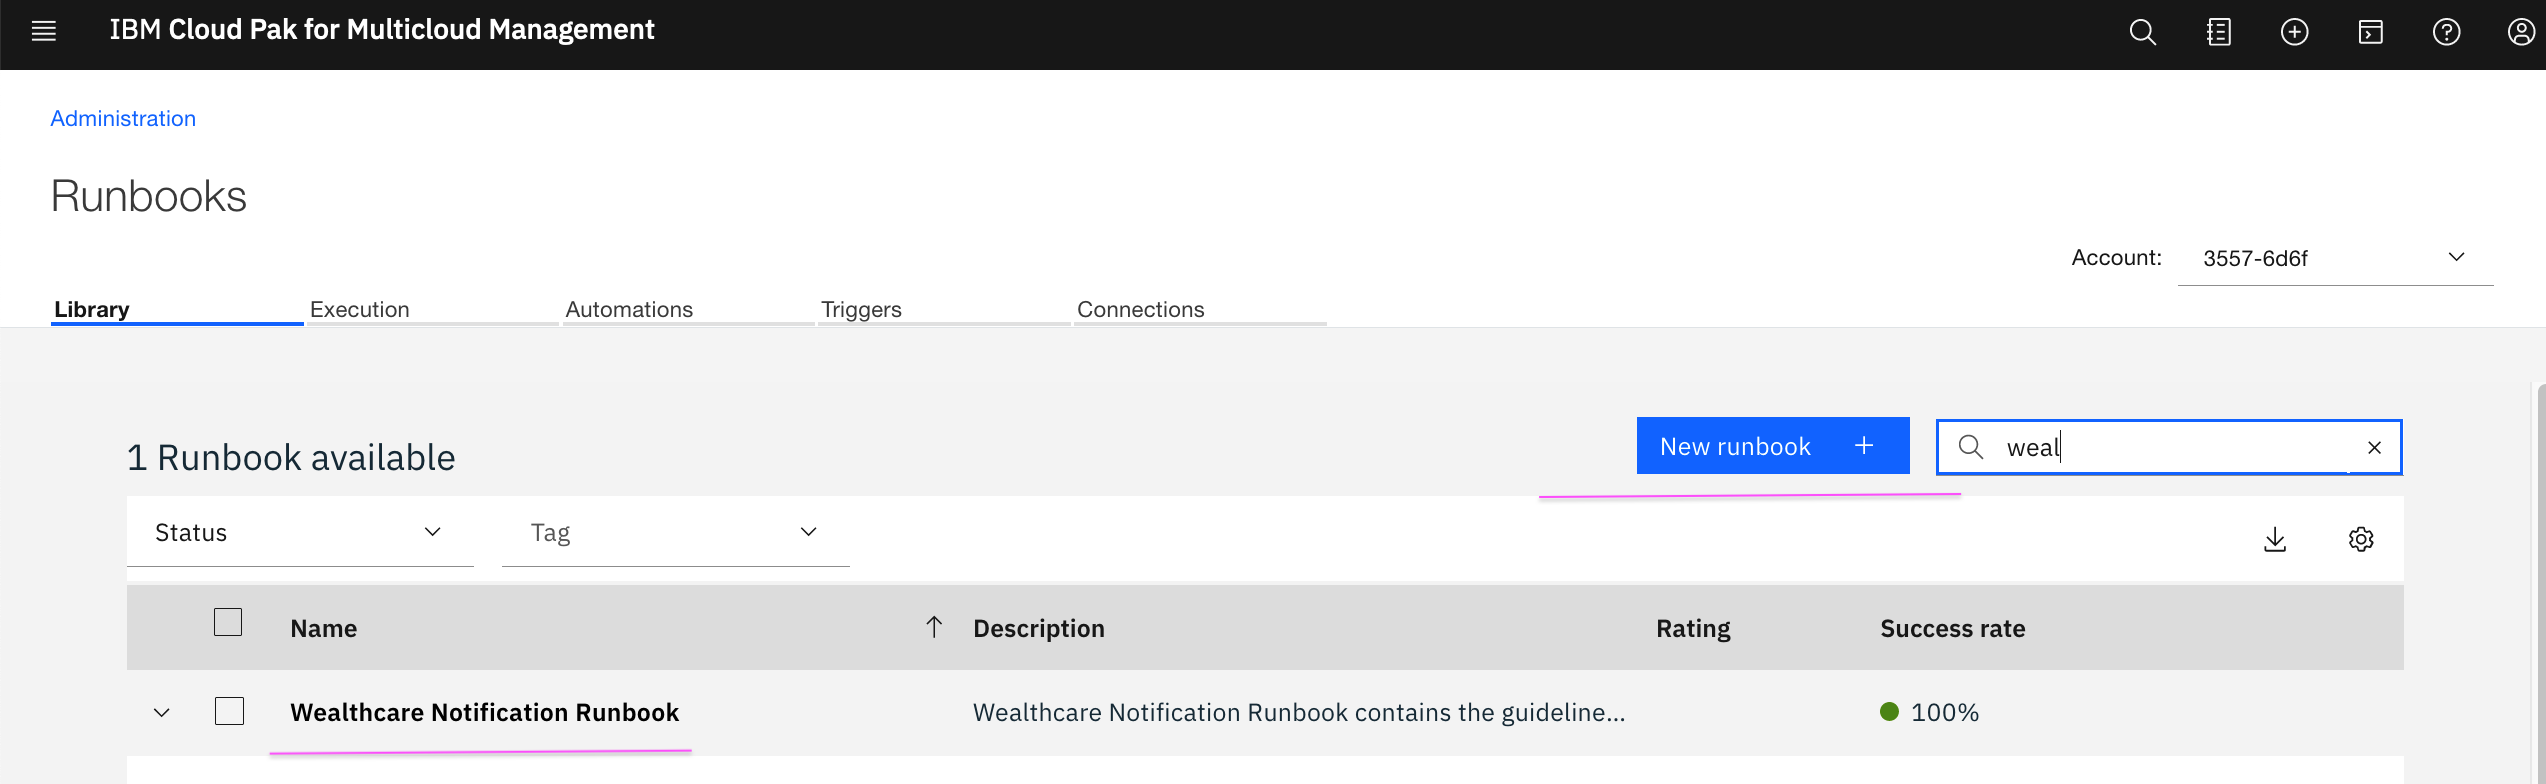 IBM Cloud Pak for Multicloud Management
Administration
Runbooks
Account: 3557-6d6f
Library Execution Automations Triggers Connections
1 Runbook available New runbook + weal
Status Tag
Name Description Rating Success rate
Wealthcare Notification Runbook Wealthcare Notification Runbook contains the guideline... 100%